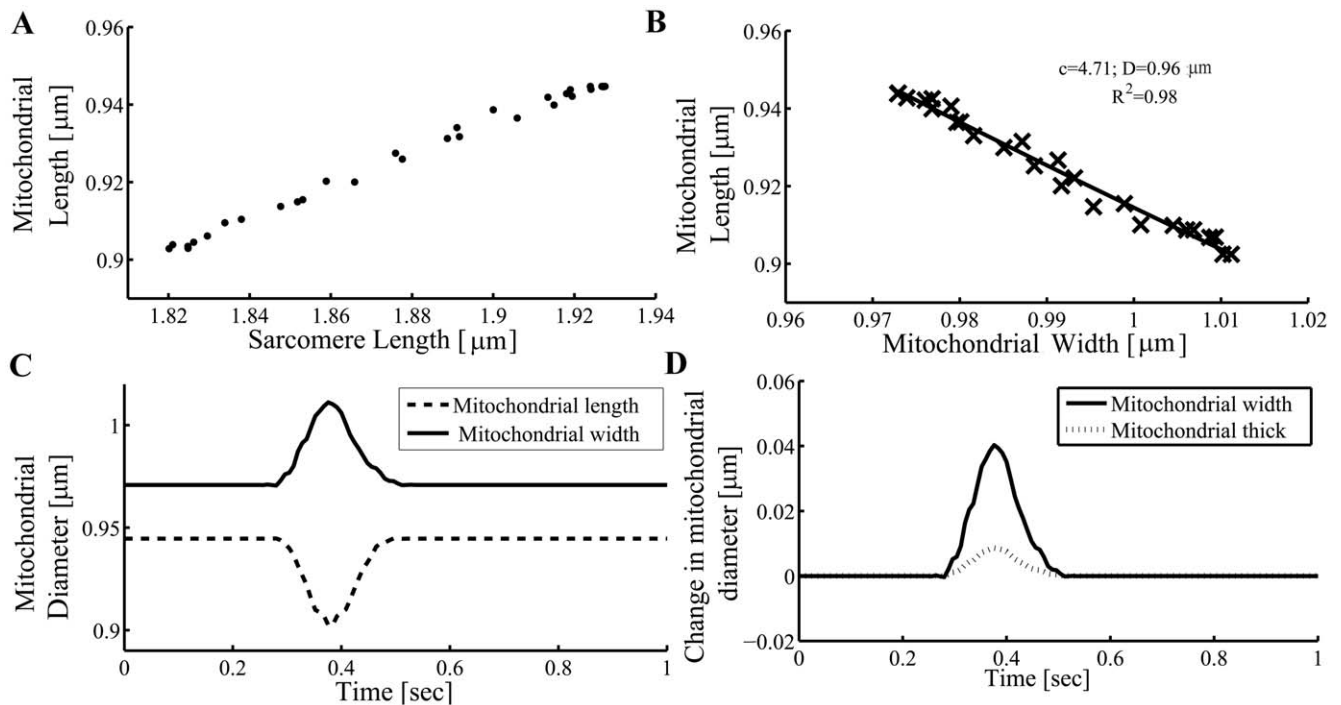 A
Mitochondrial
Length [μm]
0.96
0.94
0.92
0.9
1.82 1.84 1.86 1.88 1.9 1.92 1.94
Sarcomere Length [μm]
B
Mitochondrial
Length [μm]
0.96
0.94
0.92
0.9
c=4.71; D=0.96 μm
R²=0.98
0.96 0.97 0.98 0.99 1 1.01 1.02
Mitochondrial Width [μm]
C
Mitochondrial
Diameter [μm]
1
0.95
0.9
Mitochondrial length
Mitochondrial width
0 0.2 0.4 0.6 0.8 1
Time [sec]
D
Change in mitochondrial
diameter [μm]
0.06
0.04
0.02
0
−0.02
Mitochondrial width
Mitochondrial thick
0 0.2 0.4 0.6 0.8 1
Time [sec]